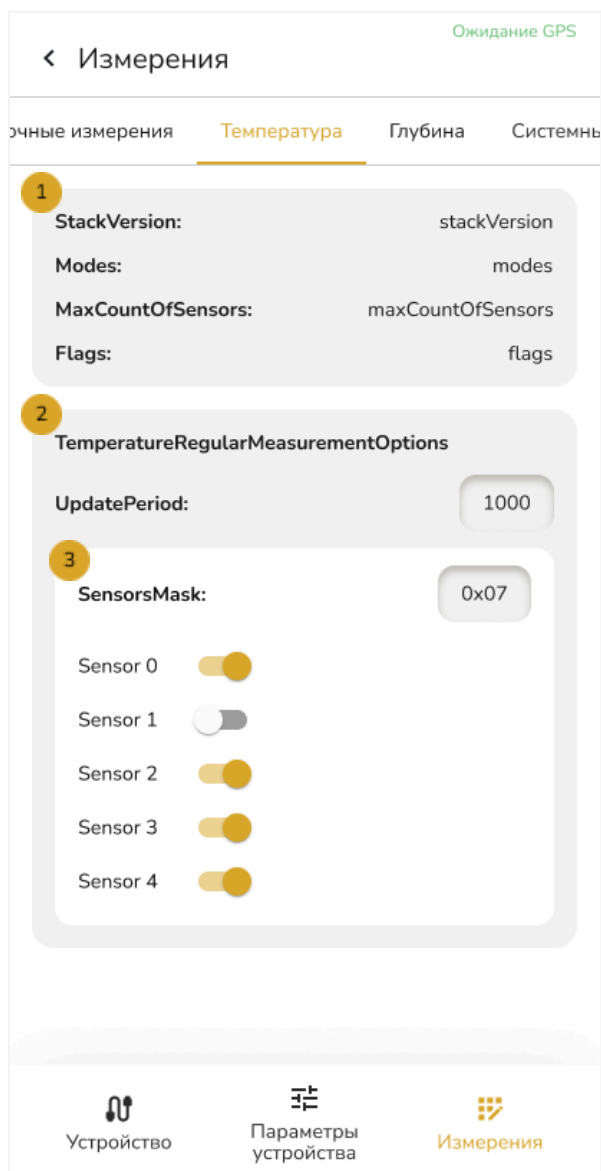 Ожидание GPS
Измерения
очные измерения Температура Глубина Системны
1
StackVersion: stackVersion
Modes: modes
MaxCountOfSensors: maxCountOfSensors
Flags: flags
2
TemperatureRegularMeasurementOptions
UpdatePeriod: 1000
3
SensorsMask: 0x07
Sensor 0
Sensor 1
Sensor 2
Sensor 3
Sensor 4
Устройство
Параметры
устройства
Измерения